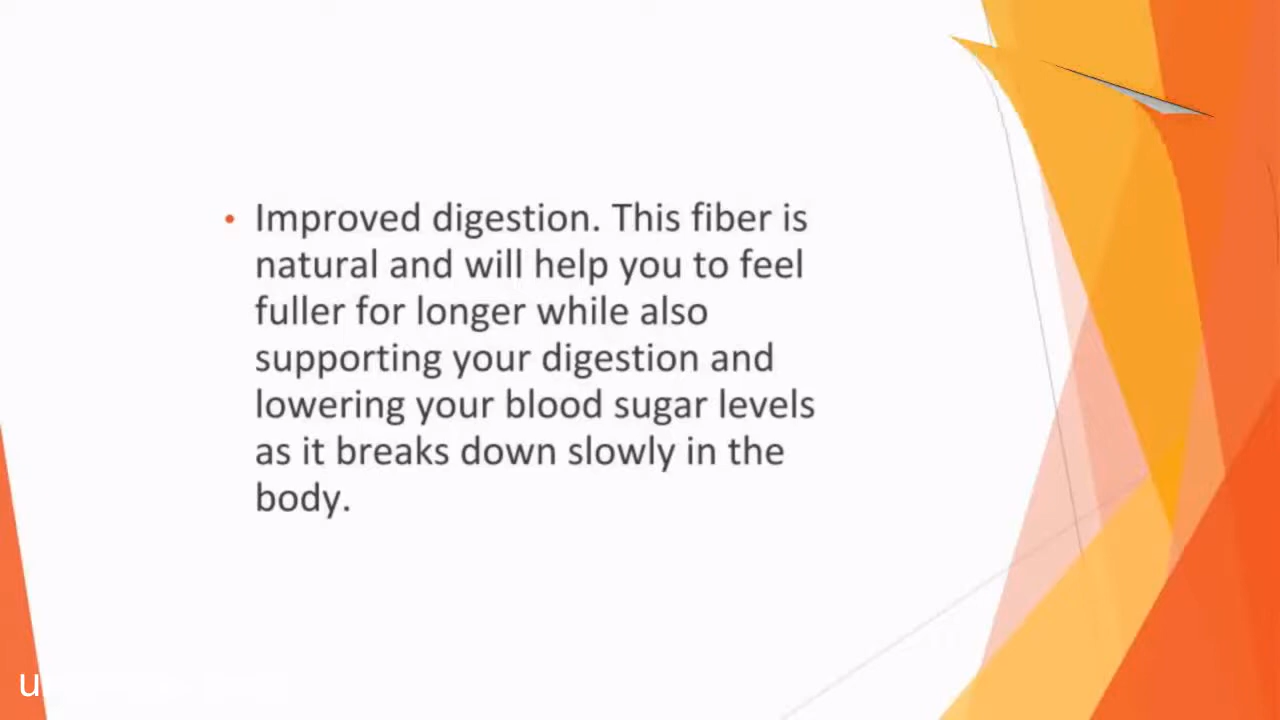 • Improved digestion. This fiber is
natural and will help you to feel
fuller for longer while also
supporting your digestion and
lowering your blood sugar levels
as it breaks down slowly in the
body.